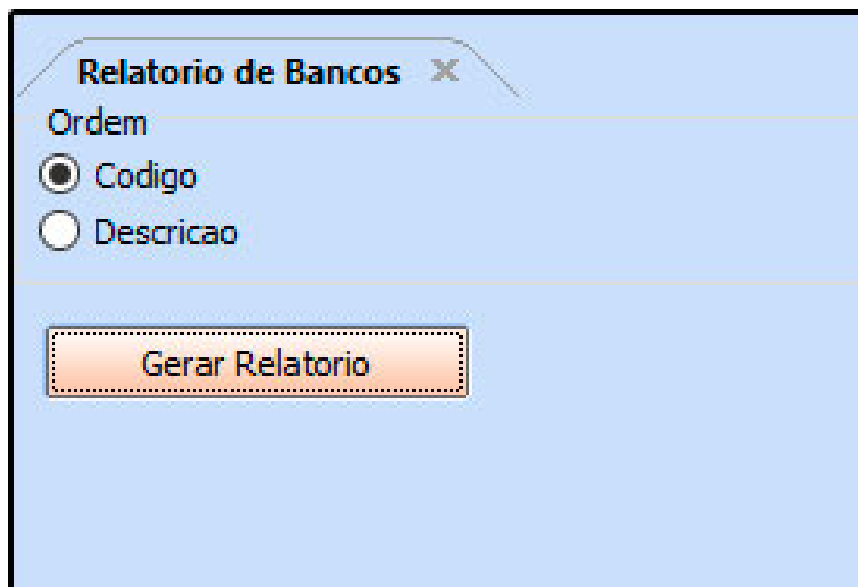 Relatorio de Bancos
Ordem
Codigo
Descricao
Gerar Relatorio